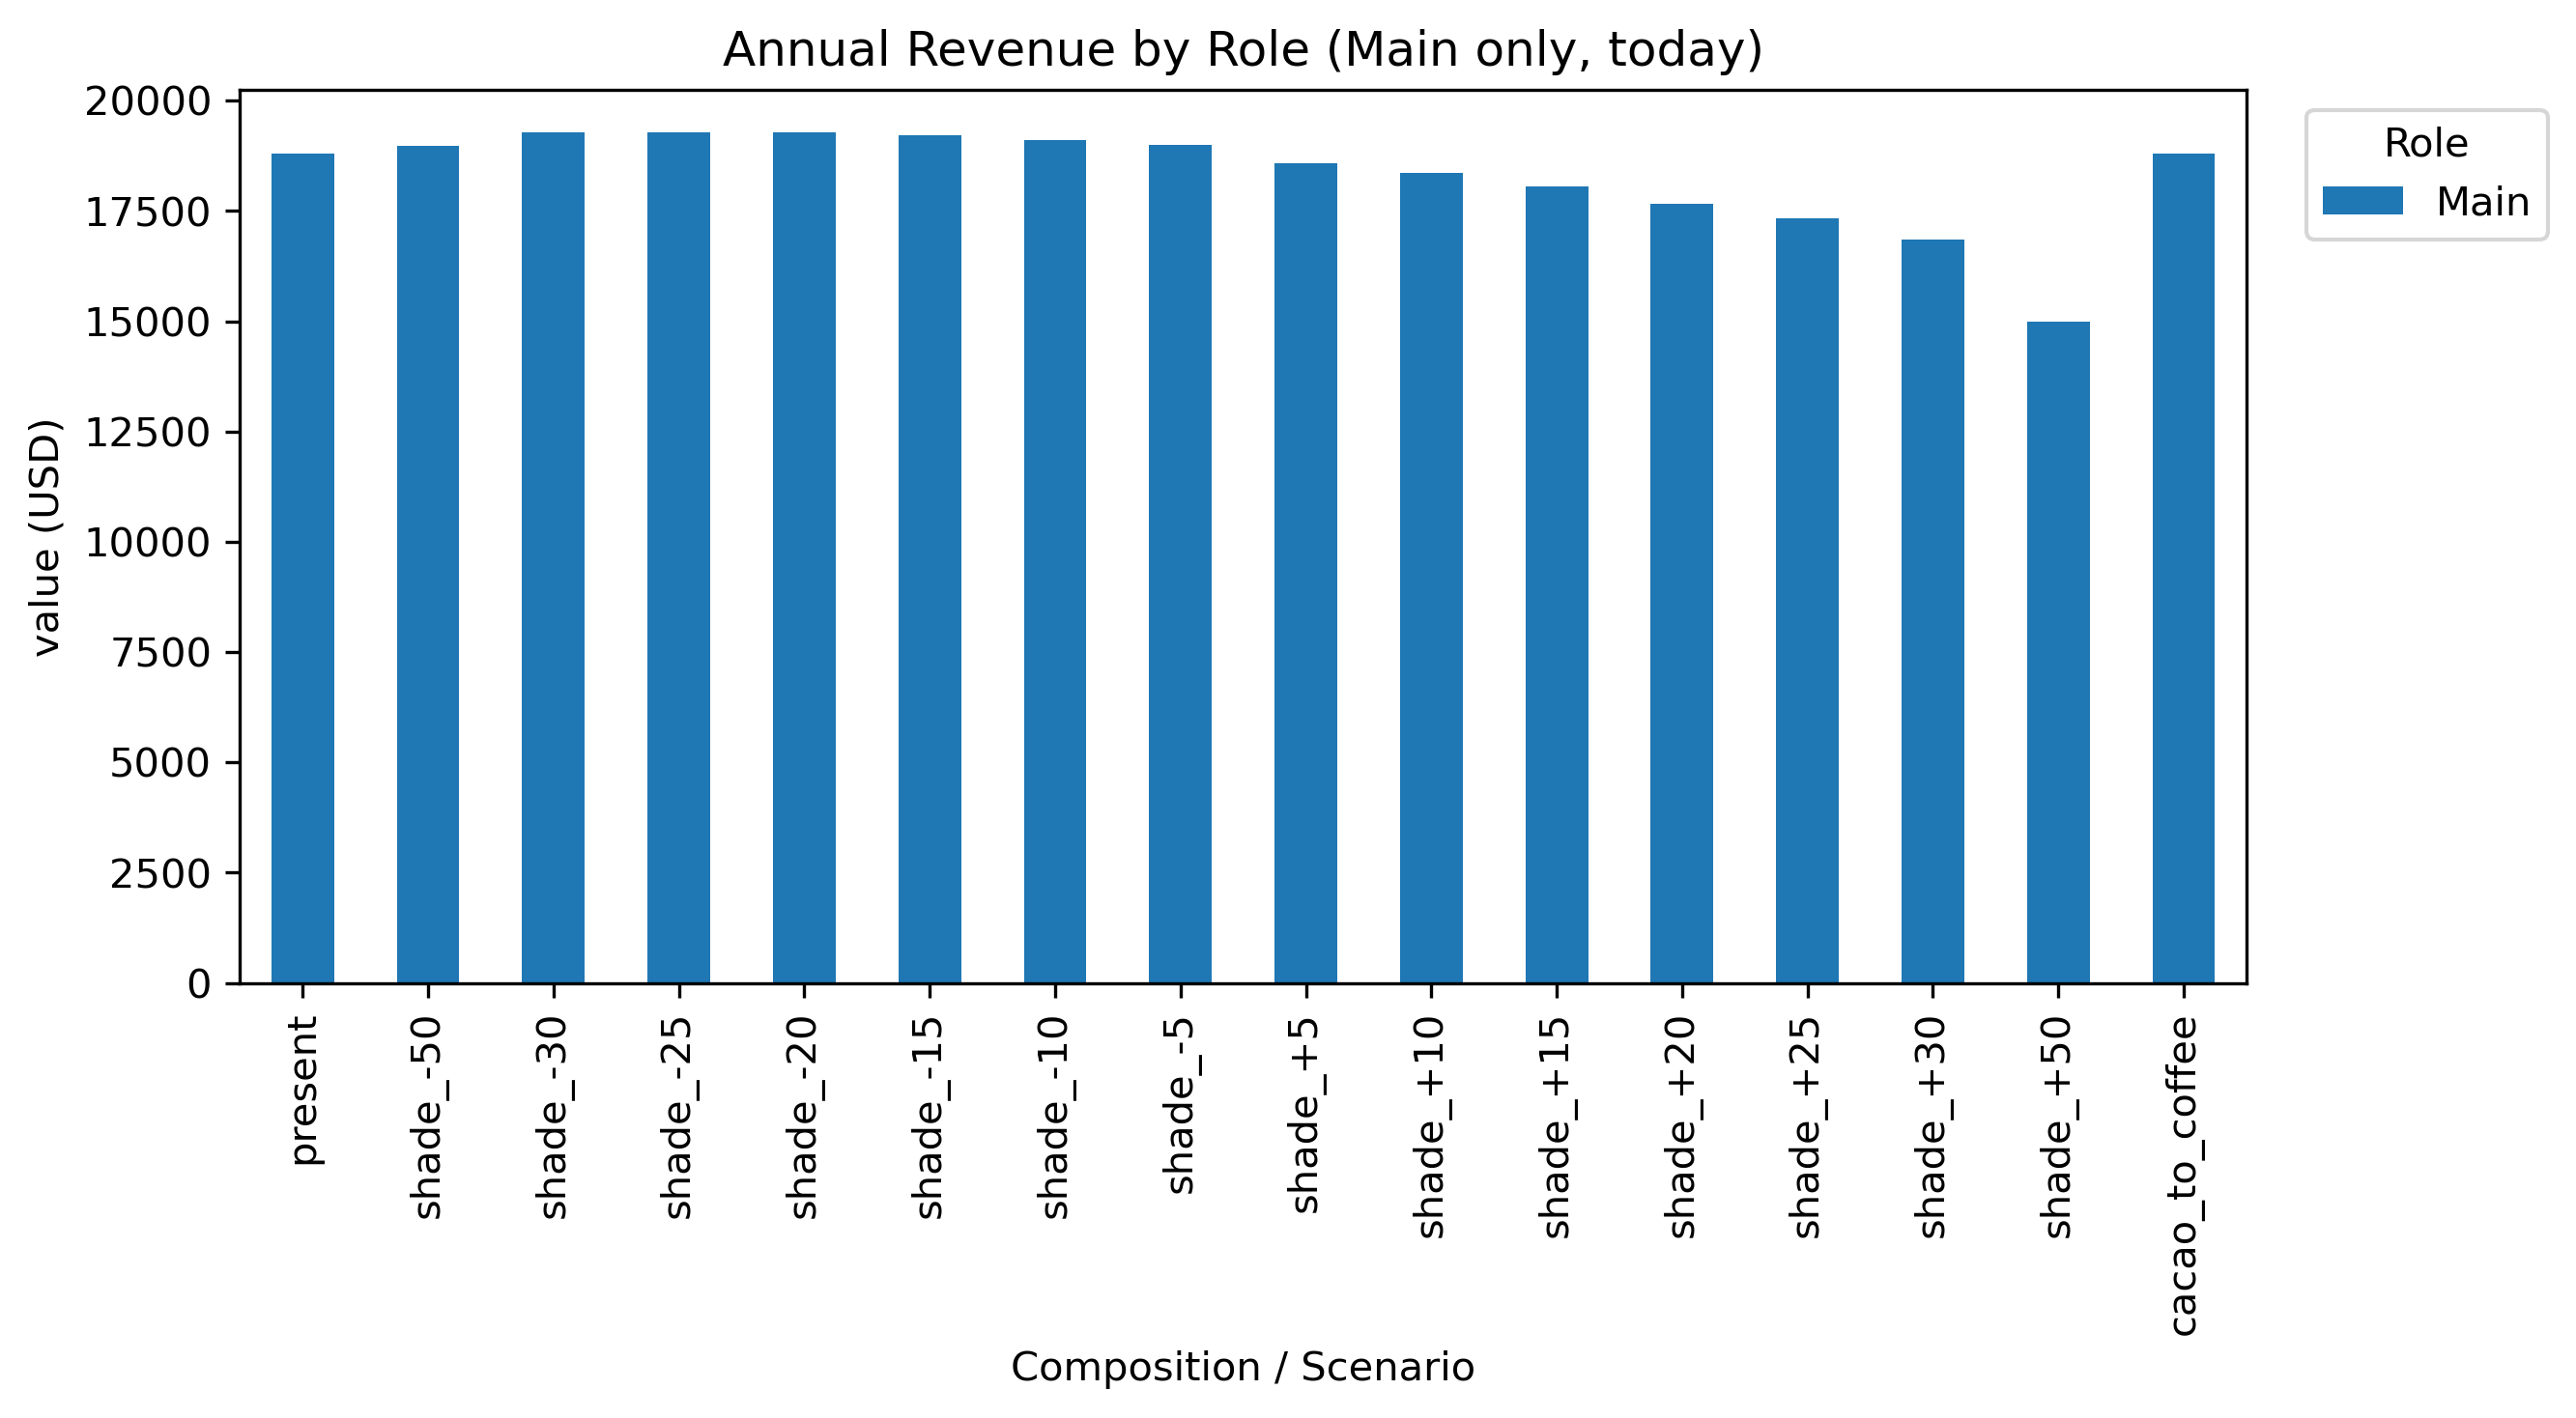 Annual Revenue by Role (Main only, today)
20000
17500
15000
12500
10000
7500
5000
2500
0
value (USD)
present
shade_-50
shade_-30
shade_-25
shade_-20
shade_-15
shade_-10
shade_-5
shade_+5
shade_+10
shade_+15
shade_+20
shade_+25
shade_+30
shade_+50
cacao_to_coffee
Composition / Scenario
Role
Main